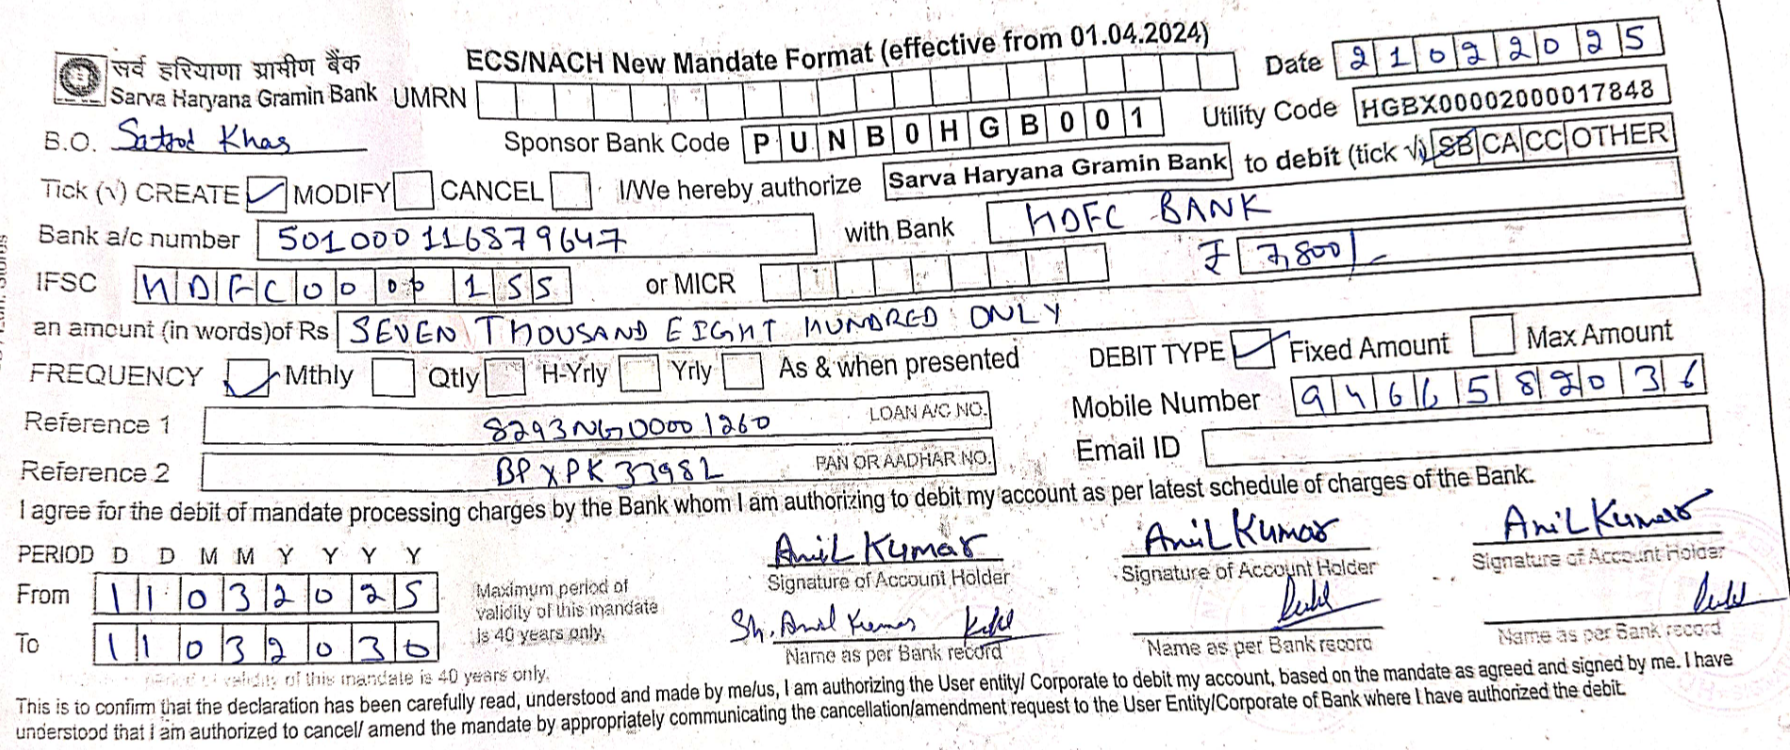 सर्व हरियाणा ग्रामीण बैंक
Sarva Haryana Gramin Bank
ECS/NACH New Mandate Format (effective from 01.04.2024)
UMRN
Date 21022025
B.O. Satrod Khas
Sponsor Bank Code PUNB0HGB001
Utility Code HGBX00002000017848
Tick (√) CREATE ✓ MODIFY CANCEL I/We hereby authorize Sarva Haryana Gramin Bank to debit (tick √) SB CA CC OTHER
Bank a/c number 501000116879647 with Bank HDFC BANK
IFSC HDFC0000155 or MICR ₹ 7,800/-
an amount (in words)of Rs SEVEN THOUSAND EIGHT HUNDRED ONLY
FREQUENCY ✓ Mthly Qtly H-Yrly Yrly As & when presented DEBIT TYPE ✓ Fixed Amount Max Amount
Reference 1 8293NG00001260 LOAN A/C NO. Mobile Number 9466582036
Reference 2 BPXPK3398L PAN OR AADHAR NO. Email ID
I agree for the debit of mandate processing charges by the Bank whom I am authorizing to debit my account as per latest schedule of charges of the Bank.
PERIOD D D M M Y Y Y Y
From 11032025
To 11032030
Maximum period of
validity of this mandate
is 40 years only.
Anil Kumar Anil Kumar Anil Kumar
Signature of Account Holder Signature of Account Holder Signature of Account Holder
Sh. Anil Kumar
Name as per Bank record Name as per Bank record Name as per Bank record
validity of this mandate is 40 years only.
This is to confirm that the declaration has been carefully read, understood and made by me/us, I am authorizing the User entity/ Corporate to debit my account, based on the mandate as agreed and signed by me. I have
understood that I am authorized to cancel/ amend the mandate by appropriately communicating the cancellation/amendment request to the User Entity/Corporate of Bank where I have authorized the debit.